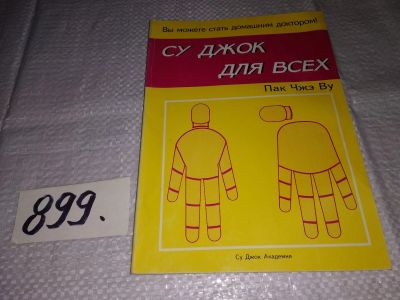 Вы можете стать домашним доктором!
СУ ДЖОК
ДЛЯ ВСЕХ
Пак Чжэ Ву
Су Джок Академия
899.